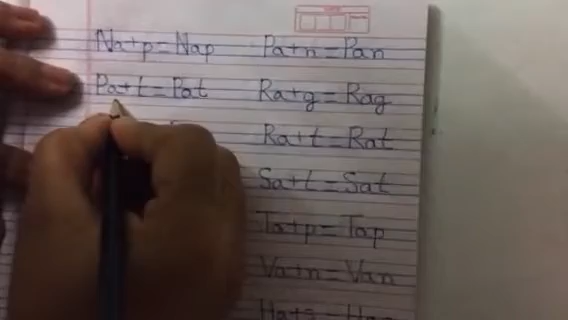 Na+p=Nap Pa+n=Pan
Pa+t=Pat Ra+g=Rag
Ra+t=Rat
Sa+t=Sat
Ta+p=Tap
Va+n=Van